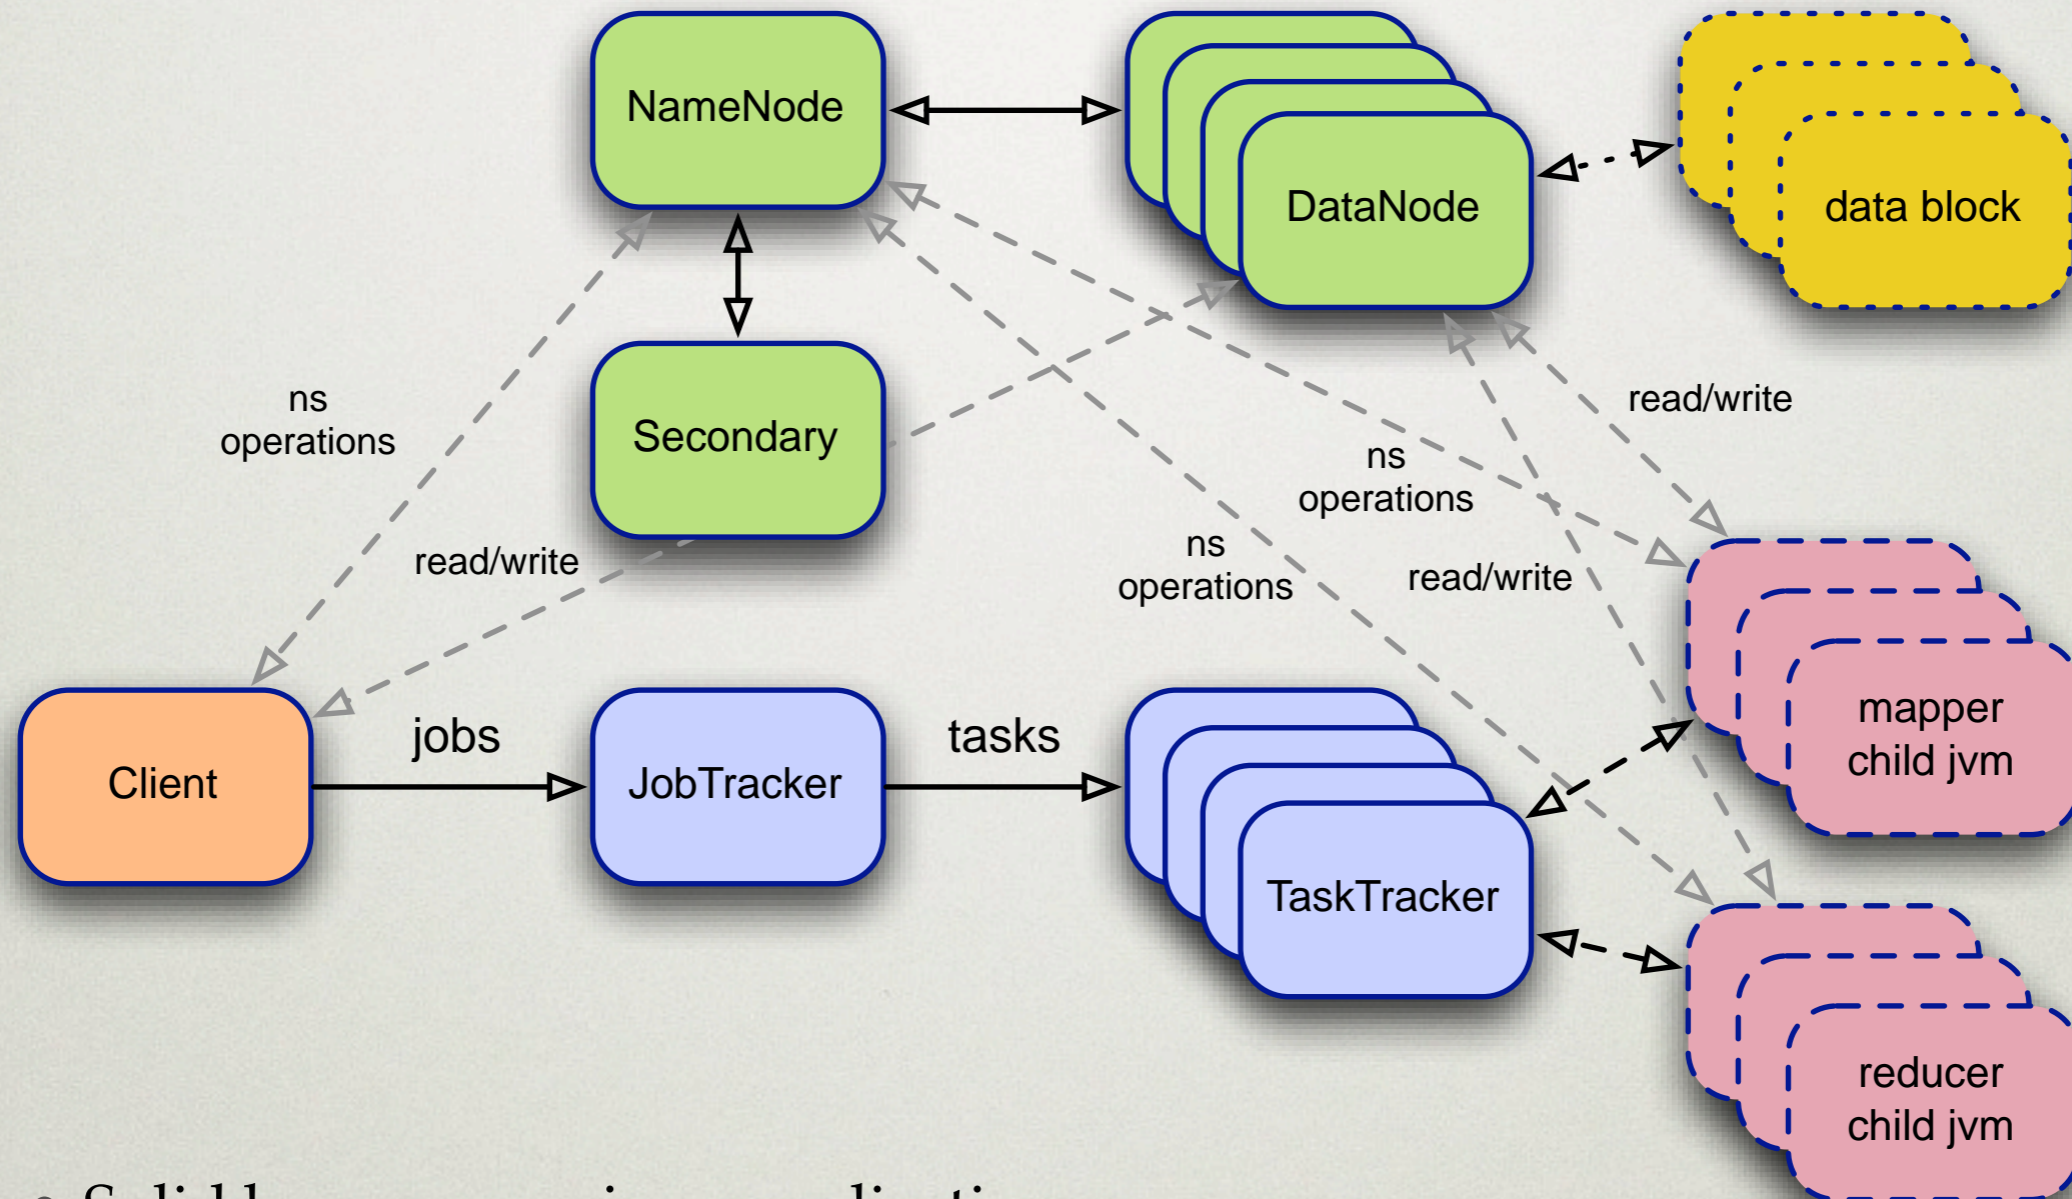 NameNode
DataNode
data block
ns
operations
read/write
Secondary
ns
operations
read/write
ns
operations
read/write
Client
jobs
JobTracker
tasks
TaskTracker
mapper
child jvm
reducer
child jvm